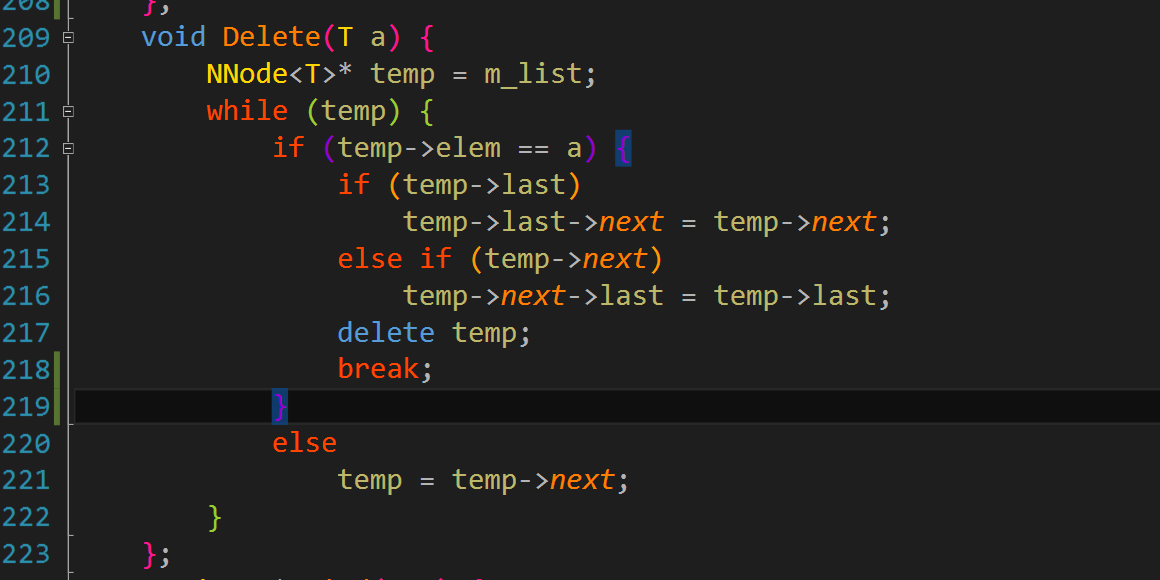 208 };
209 void Delete(T a) {
210 NNode<T>* temp = m_list;
211 while (temp) {
212 if (temp->elem == a) {
213 if (temp->last)
214 temp->last->next = temp->next;
215 else if (temp->next)
216 temp->next->last = temp->last;
217 delete temp;
218 break;
219 }
220 else
221 temp = temp->next;
222 }
223 };